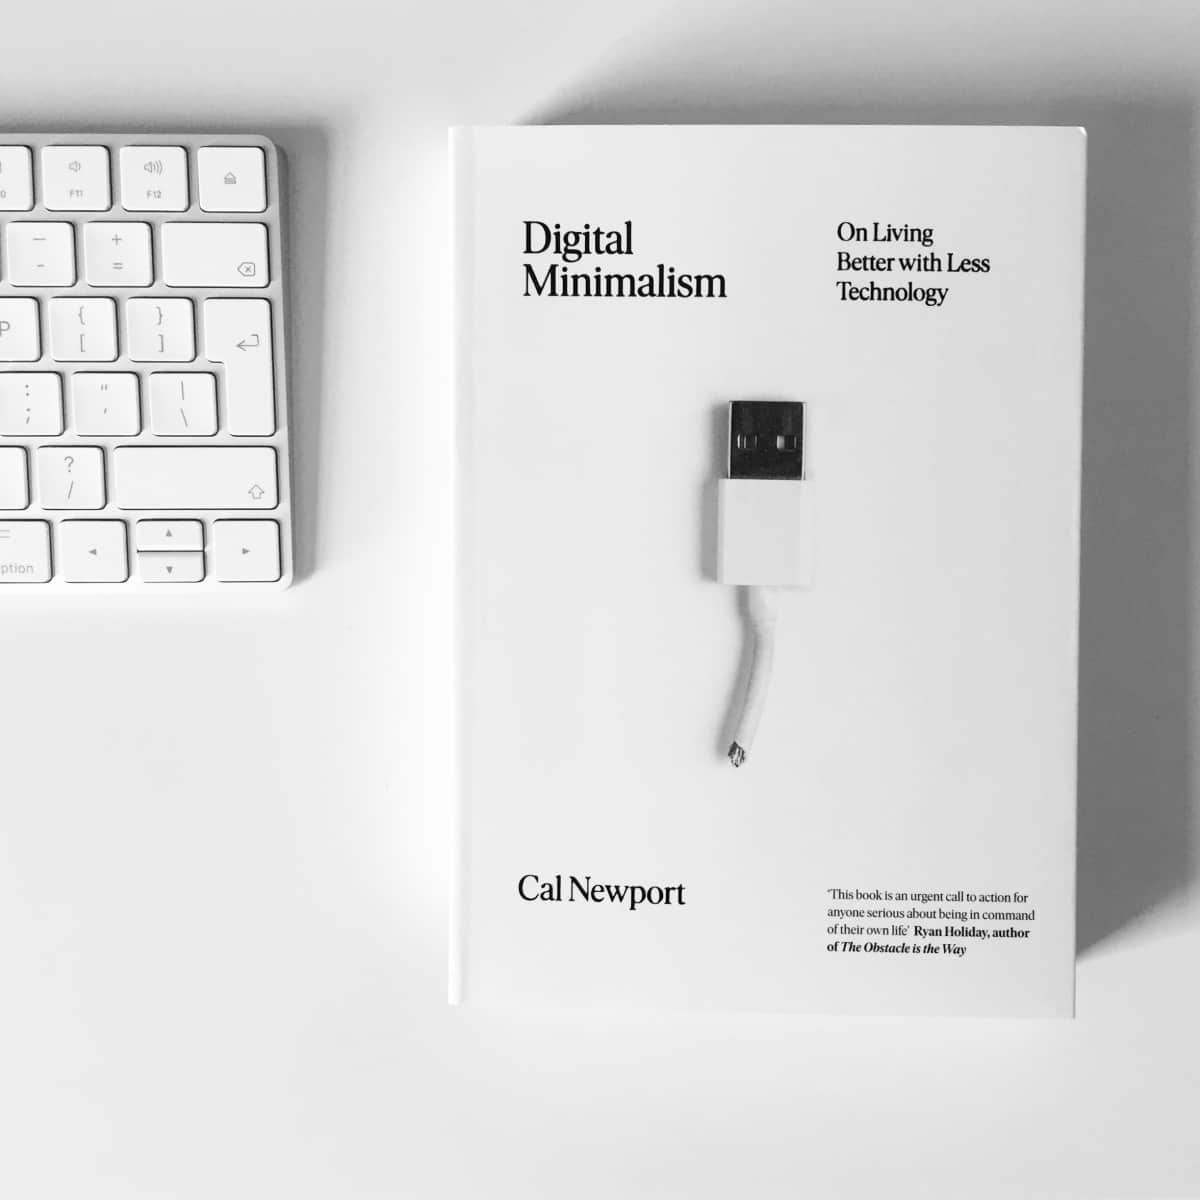 F11
F12
P
ption
Digital
Minimalism
On Living
Better with Less
Technology
Cal Newport
‘This book is an urgent call to action for
anyone serious about being in command
of their own life’ Ryan Holiday, author
of The Obstacle is the Way